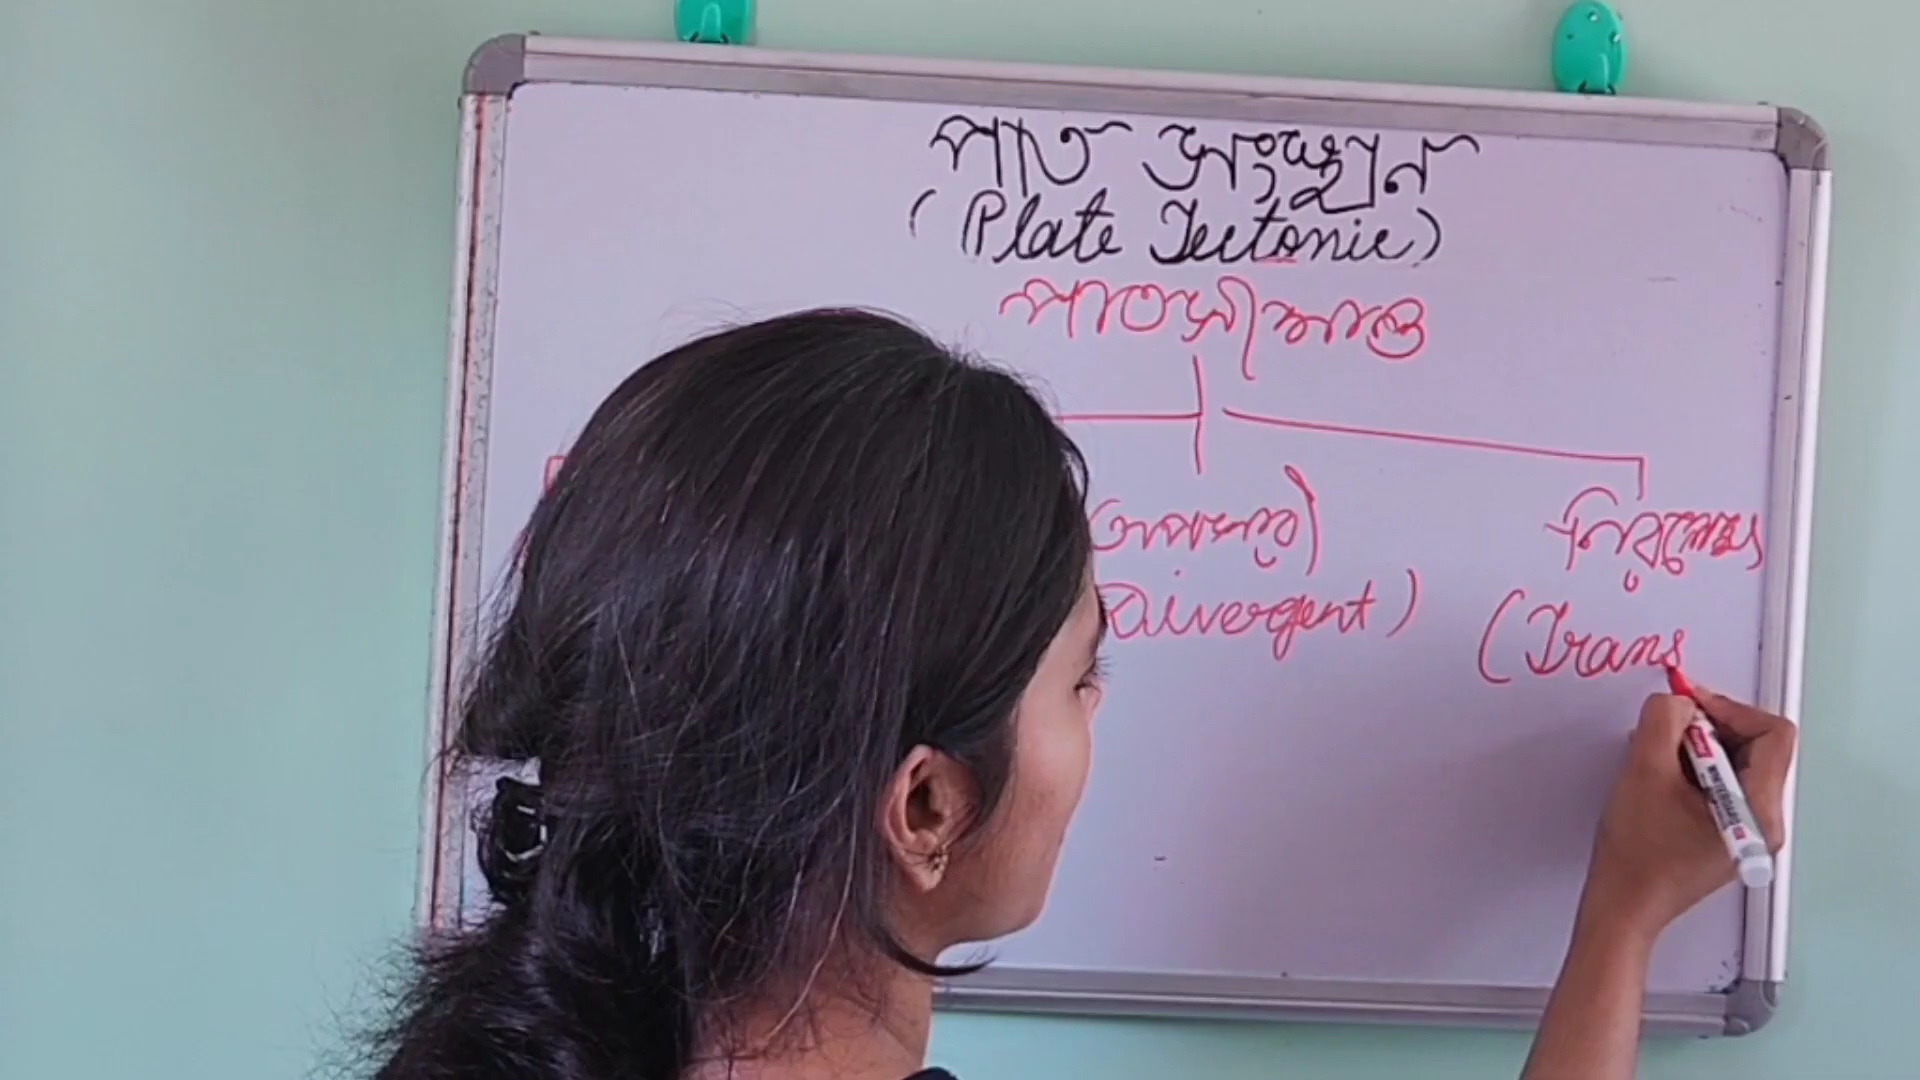 পাত সংস্থান
(Plate Tectonic)
পাতসীমান্ত
অপসারী
Divergent)
নিরপেক্ষ
(Trans